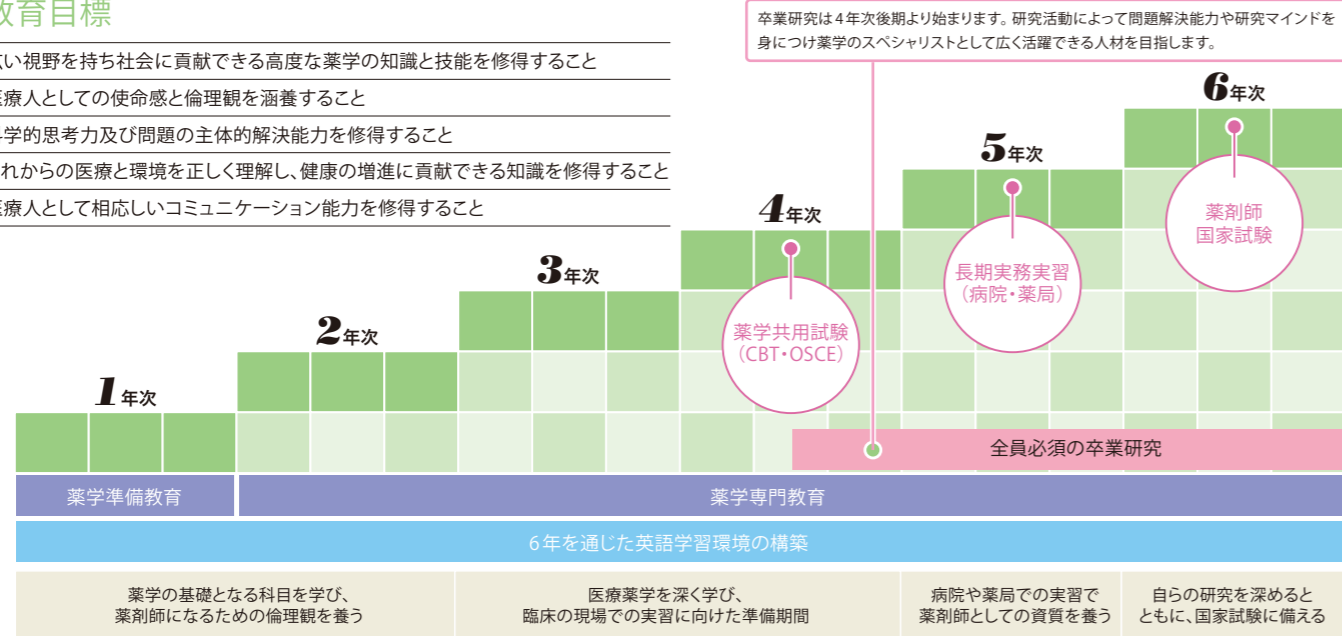 教育目標
広い視野を持ち社会に貢献できる高度な薬学の知識と技能を修得すること
医療人としての使命感と倫理観を涵養すること
科学的思考力及び問題の主体的解決能力を修得すること
れからの医療と環境を正しく理解し、健康の増進に貢献できる知識を修得すること
医療人として相応しいコミュニケーション能力を修得すること
卒業研究は4年次後期より始まります。研究活動によって問題解決能力や研究マインドを
身につけ薬学のスペシャリストとして広く活躍できる人材を目指します。
1年次
2年次
3年次
4年次
5年次
6年次
薬学共用試験
(CBT・OSCE)
長期実務実習
(病院・薬局)
薬剤師
国家試験
全員必須の卒業研究
薬学準備教育
薬学専門教育
6年を通じた英語学習環境の構築
薬学の基礎となる科目を学び、
薬剤師になるための倫理観を養う
医療薬学を深く学び、
臨床の現場での実習に向けた準備期間
病院や薬局での実習で
薬剤師としての資質を養う
自らの研究を深めると
ともに、国家試験に備える